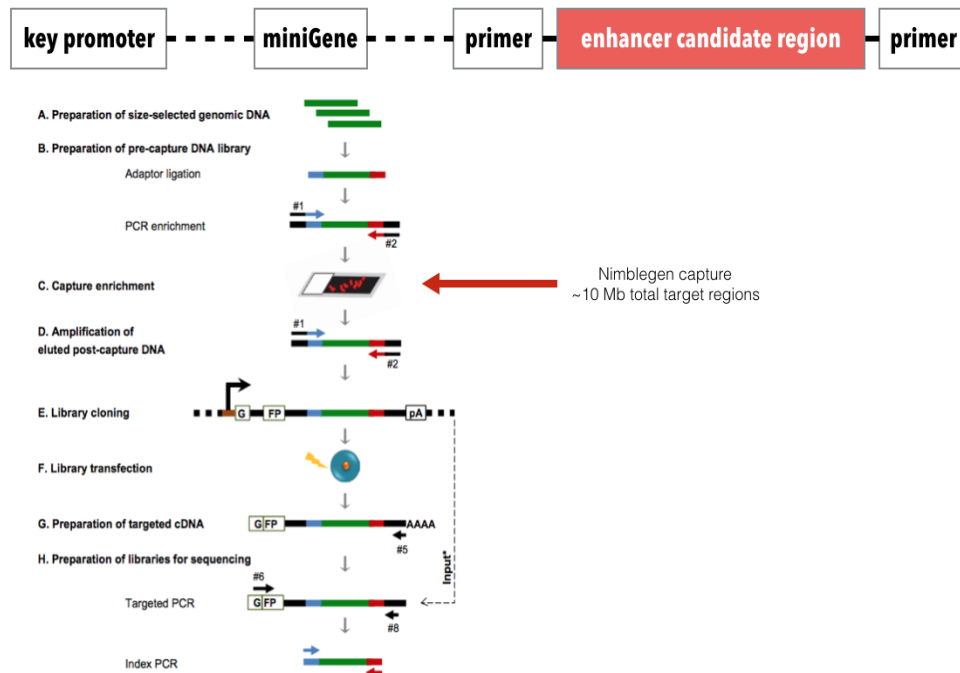 key promoter
miniGene
primer
enhancer candidate region
primer
A. Preparation of size-selected genomic DNA
B. Preparation of pre-capture DNA library
Adaptor ligation
#1
PCR enrichment
#2
C. Capture enrichment
Nimblegen capture
~10 Mb total target regions
D. Amplification of
eluted post-capture DNA
#1
#2
E. Library cloning
G
FP
pA
F. Library transfection
G. Preparation of targeted cDNA
G FP
AAAA
#5
H. Preparation of libraries for sequencing
Input*
#6
Targeted PCR
G FP
#8
Index PCR